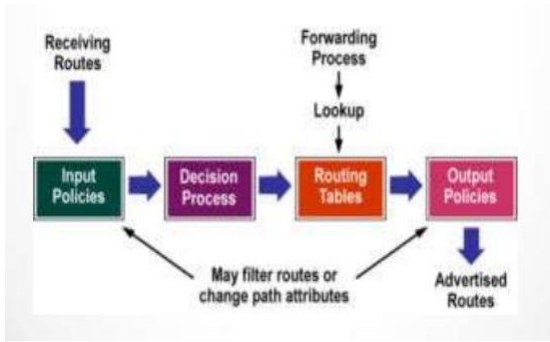 Receiving
Routes
Forwarding
Process
Lookup
Input
Policies
Decision
Process
Routing
Tables
Output
Policies
May filter routes or
change path attributes
Advertised
Routes